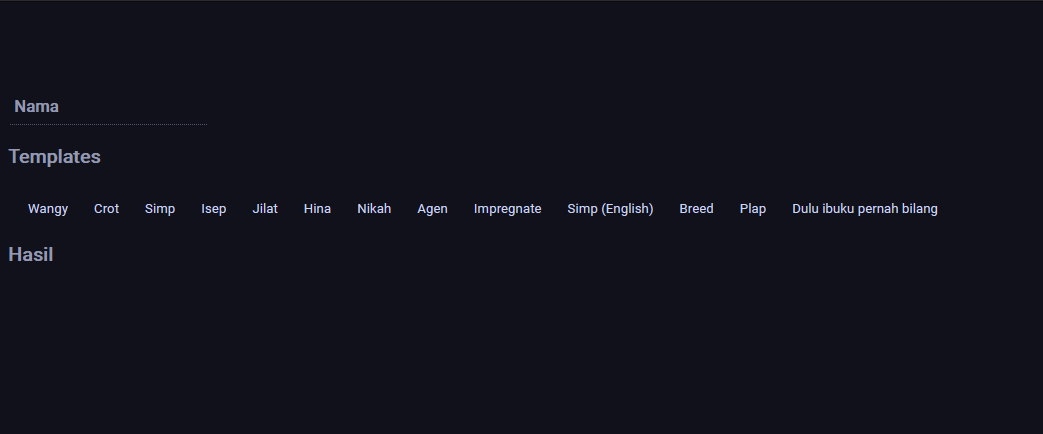 Nama
Templates
Wangy Crot Simp Isep Jilat Hina Nikah Agen Impregnate Simp (English) Breed Plap Dulu ibuku pernah bilang
Hasil